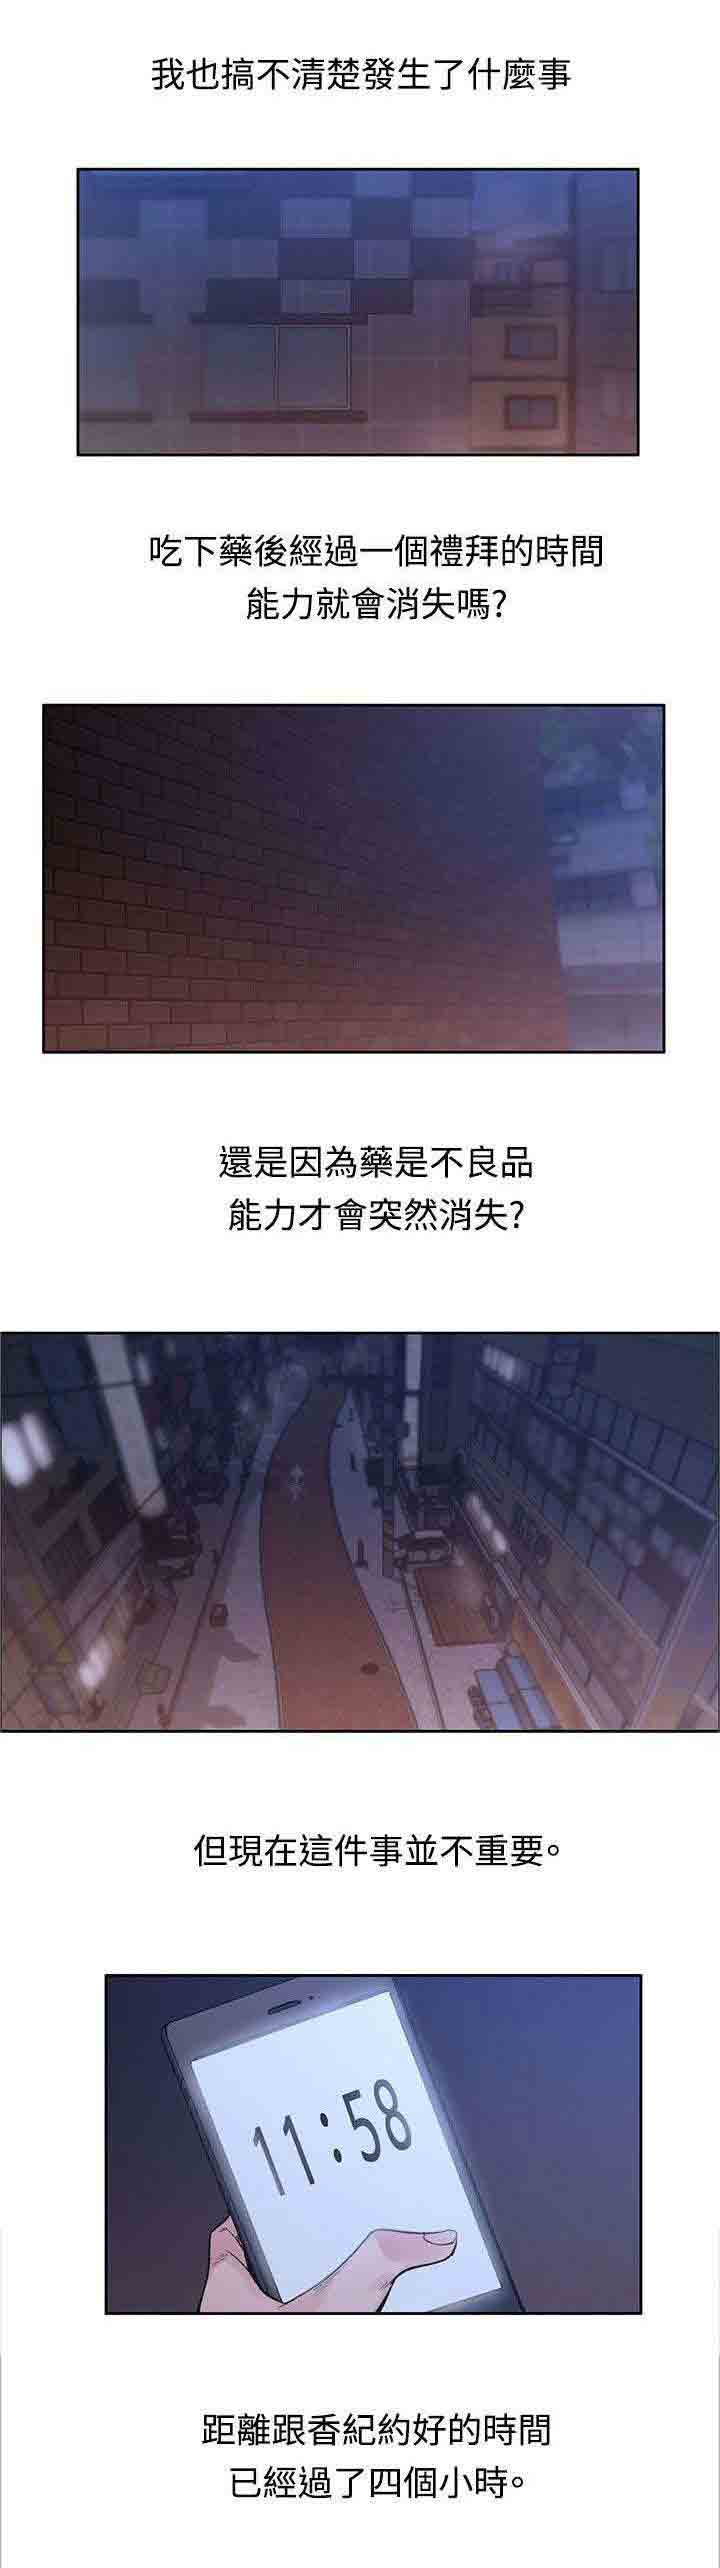 我也搞不清楚發生了什麼事
吃下藥後經過一個禮拜的時間
能力就會消失嗎?
還是因為藥是不良品
能力才會突然消失?
但現在這件事並不重要。
11:58
距離跟香紀約好的時間
已經過了四個小時。